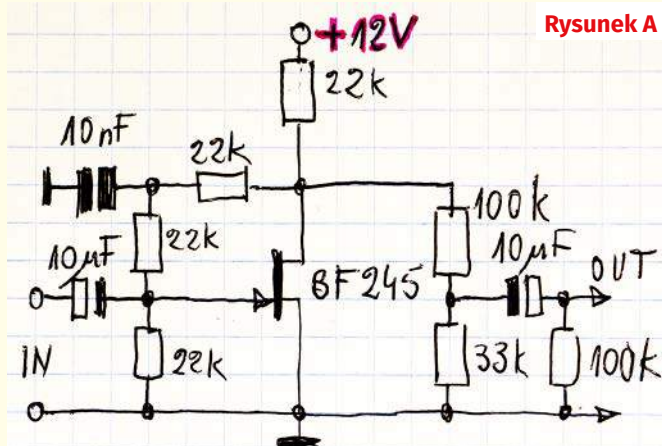 Rysunek A
+12V
22k
10nF
22k
100k
22k
10µF
10µF
BF245
OUT
IN
22k
33k
100k